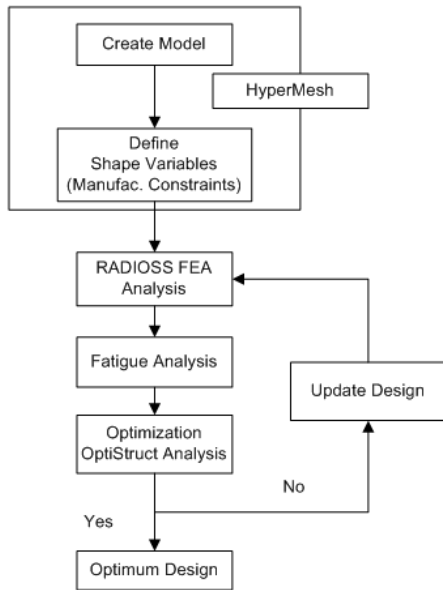 Create Model
HyperMesh
Define
Shape Variables
(Manufac. Constraints)
RADIOSS FEA
Analysis
Fatigue Analysis
Update Design
Optimization
OptiStruct Analysis
No
Yes
Optimum Design